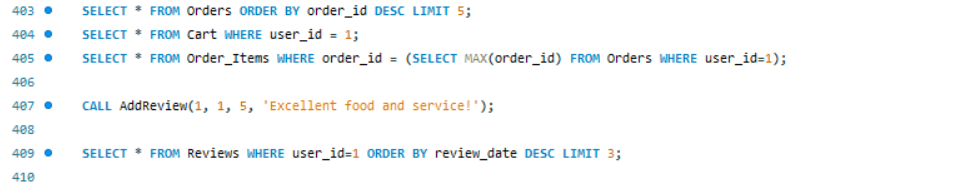 403 SELECT * FROM Orders ORDER BY order_id DESC LIMIT 5;
404 SELECT * FROM Cart WHERE user_id = 1;
405 SELECT * FROM Order_Items WHERE order_id = (SELECT MAX(order_id) FROM Orders WHERE user_id=1);
406
407 CALL AddReview(1, 1, 5, 'Excellent food and service!');
408
409 SELECT * FROM Reviews WHERE user_id=1 ORDER BY review_date DESC LIMIT 3;
410